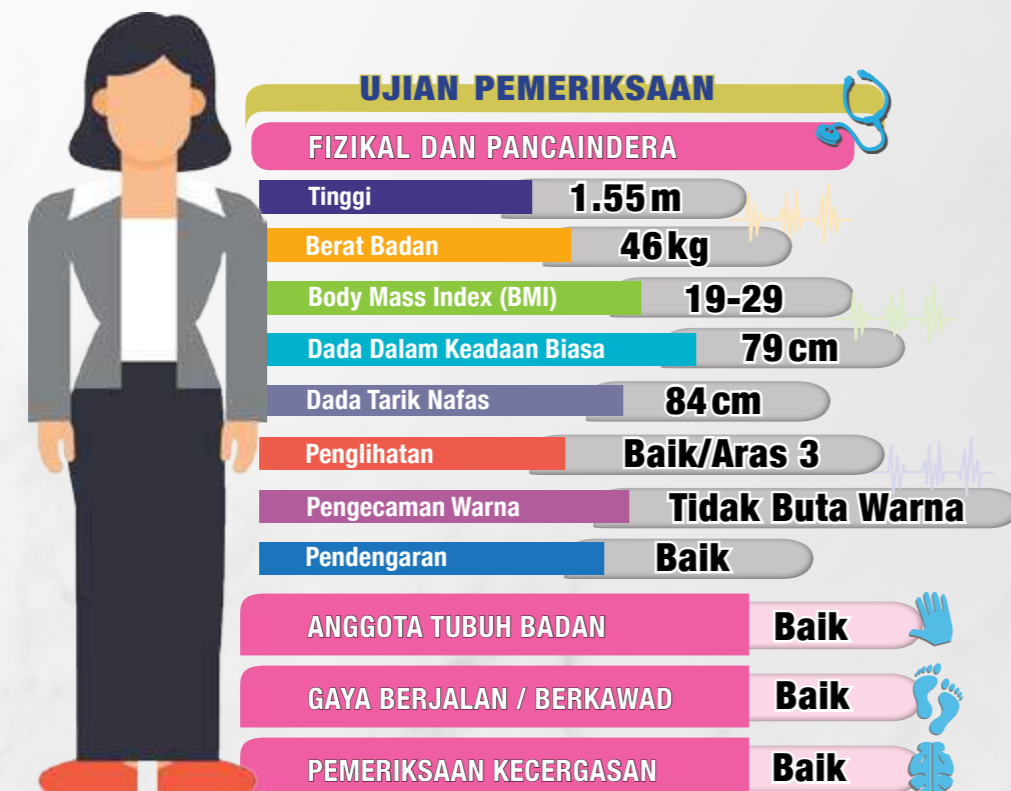 UJIAN PEMERIKSAAN
FIZIKAL DAN PANCAINDERA
Tinggi 1.55 m
Berat Badan 46 kg
Body Mass Index (BMI) 19-29
Dada Dalam Keadaan Biasa 79 cm
Dada Tarik Nafas 84 cm
Penglihatan Baik/Aras 3
Pengecaman Warna Tidak Buta Warna
Pendengaran Baik
ANGGOTA TUBUH BADAN Baik
GAYA BERJALAN / BERKAWAD Baik
PEMERIKSAAN KECERGASAN Baik